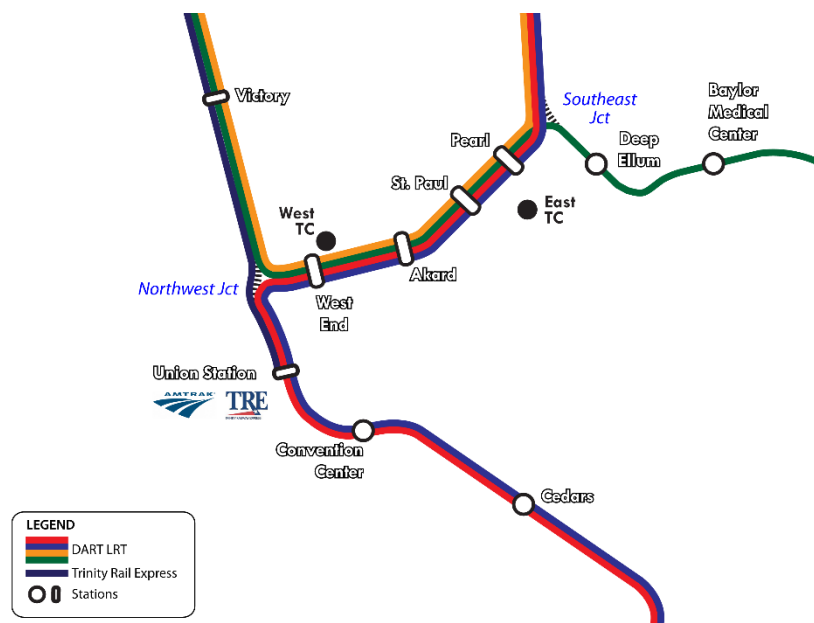 Victory
Southeast
Jct
Baylor
Medical
Center
Pearl
Deep
Ellum
St. Paul
West
TC
East
TC
Akard
Northwest Jct
West
End
Union Station
AMTRAK
TRE
Convention
Center
Cedars
LEGEND
DART LRT
Trinity Rail Express
Stations